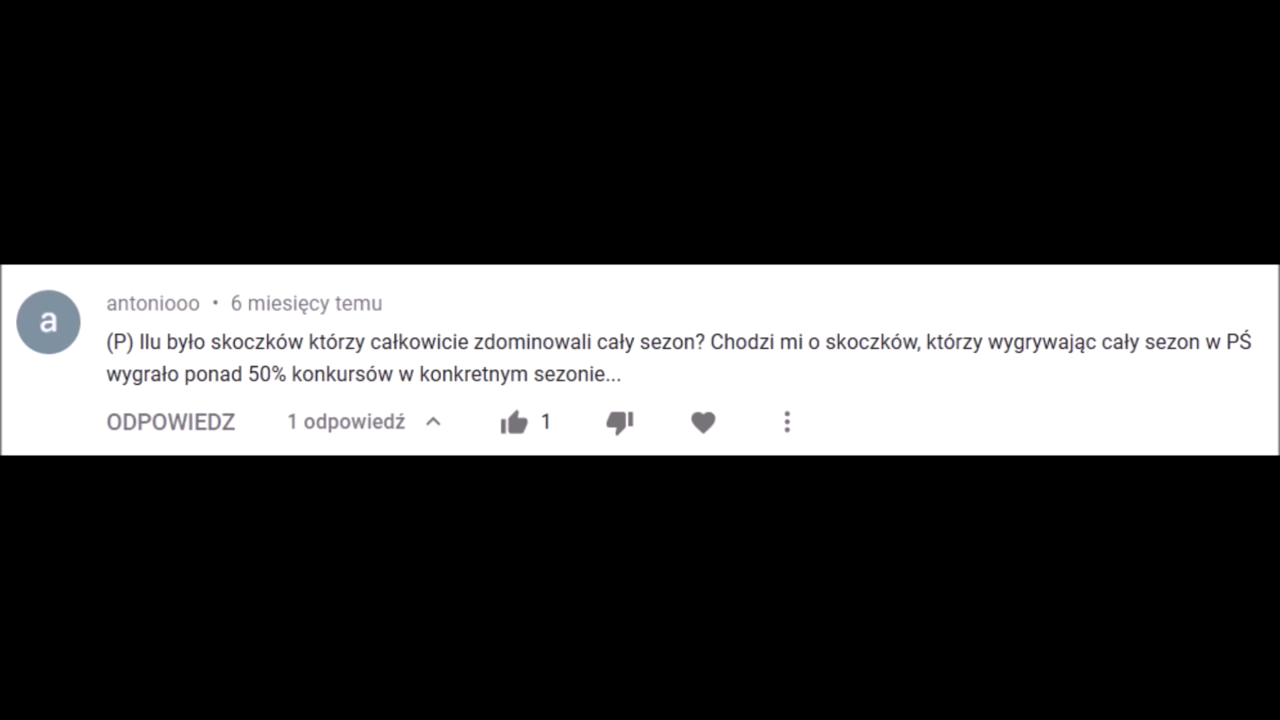 a
antoniooo • 6 miesięcy temu
(P) Ilu było skoczków którzy całkowicie zdominowali cały sezon? Chodzi mi o skoczków, którzy wygrywając cały sezon w PŚ
wygrało ponad 50% konkursów w konkretnym sezonie...
ODPOWIEDZ 1 odpowiedź 1